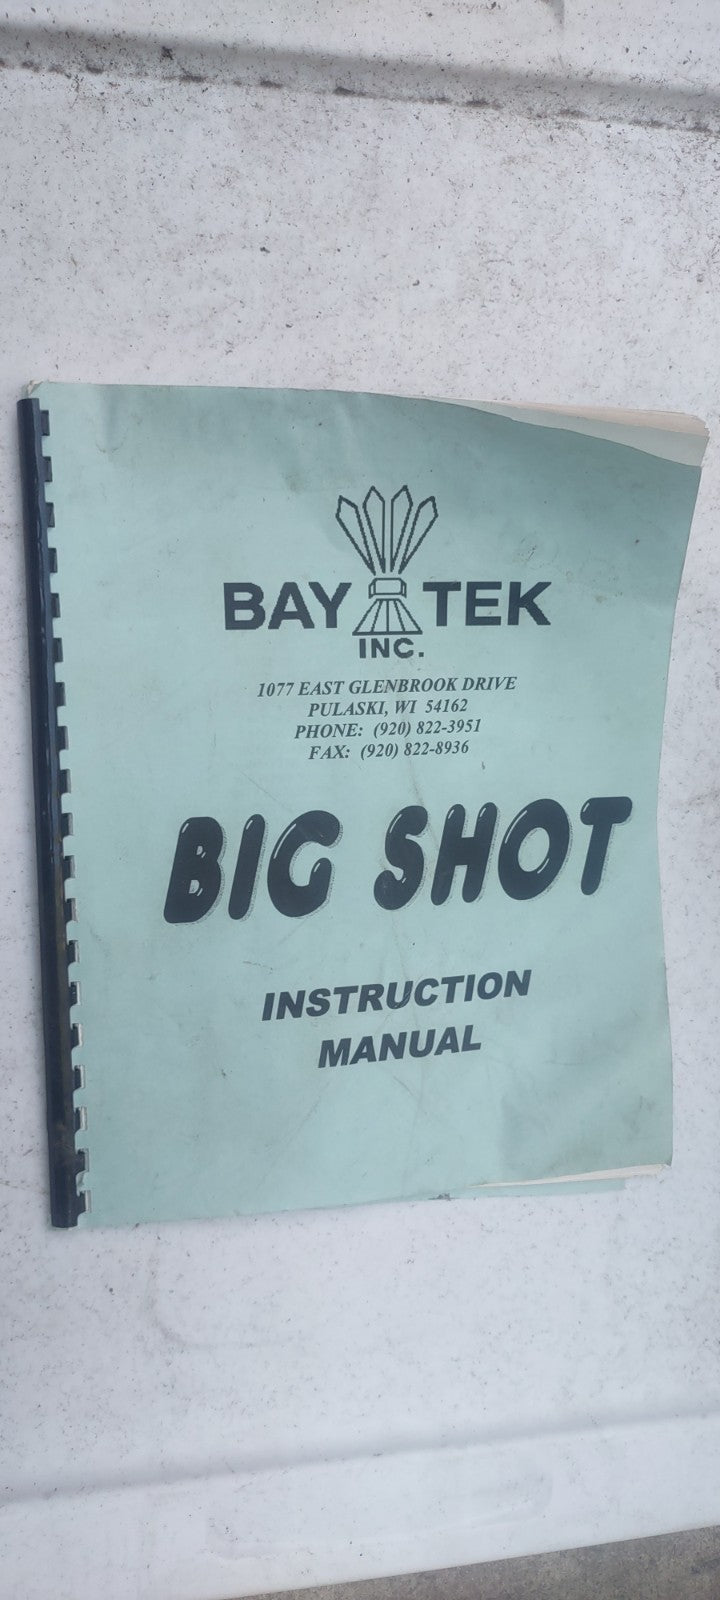 BAY TEK
INC.
1077 EAST GLENBROOK DRIVE
PULASKI, WI 54162
PHONE: (920) 822-3951
FAX: (920) 822-8936
BIG SHOT
INSTRUCTION
MANUAL